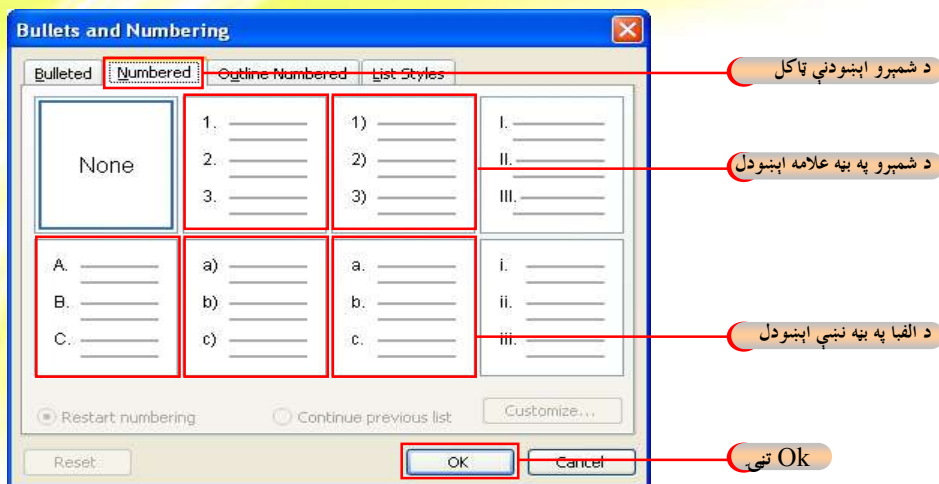 Bullets and Numbering
Bulleted Numbered Outline Numbered List Styles
د شمېرو اېښودنې ټاکل
None
1.
2.
3.
1)
2)
3)
I.
II.
III.
د شمېرو په بڼه علامه اېښودل
A.
B.
C.
a)
b)
c)
a.
b.
c.
i.
ii.
iii.
د الفبا په بڼه نښې اېښودل
Restart numbering Continue previous list Customize...
Reset OK Cancel
Ok تڼۍ